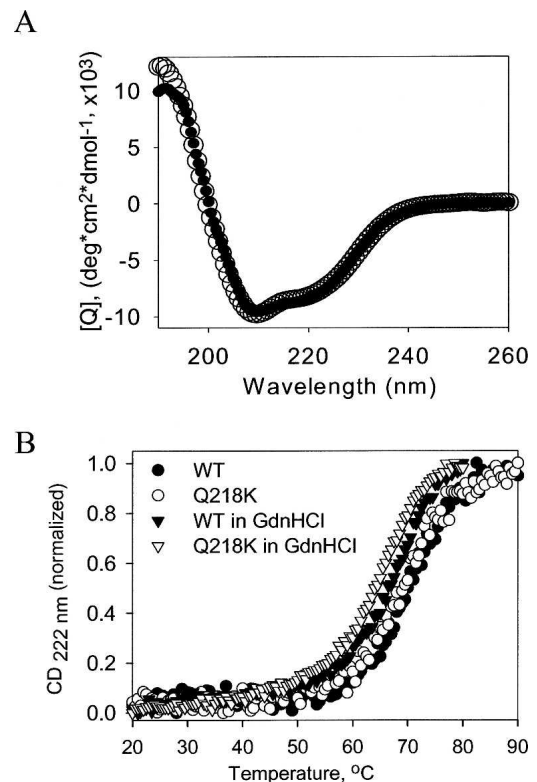 A
[Q], (deg*cm²*dmol⁻¹, x10³)
10
5
0
-5
-10
200
220
240
260
Wavelength (nm)
B
CD 222 nm (normalized)
1.0
0.8
0.6
0.4
0.2
0.0
WT
Q218K
WT in GdnHCl
Q218K in GdnHCl
20
30
40
50
60
70
80
90
Temperature, ºC